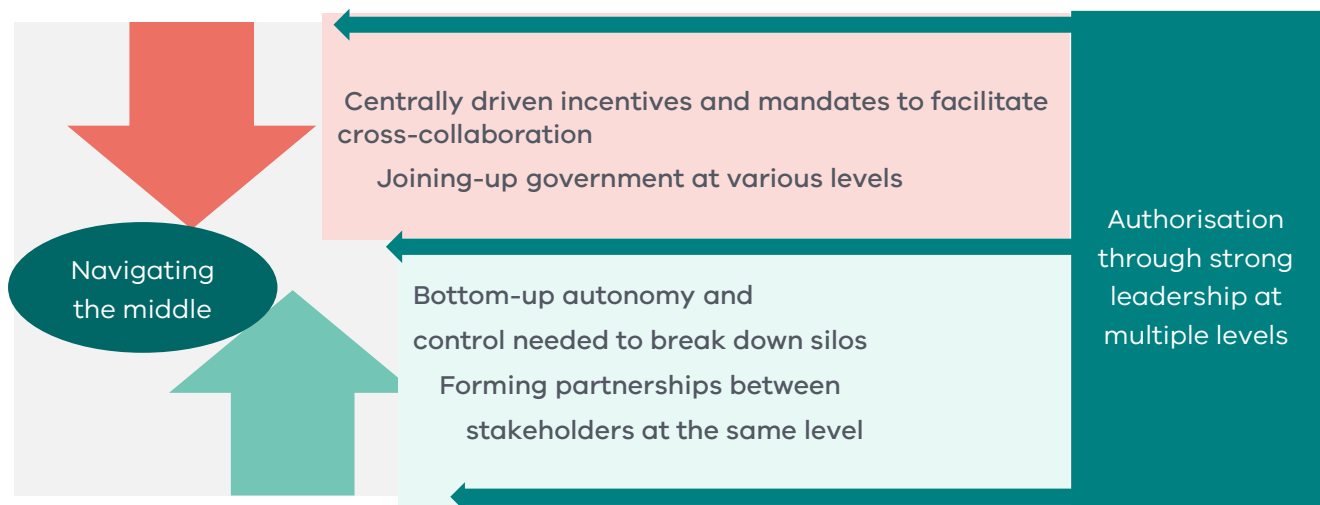 Centrally driven incentives and mandates to facilitate
cross-collaboration
Joining-up government at various levels
Navigating
the middle
Bottom-up autonomy and
control needed to break down silos
Forming partnerships between
stakeholders at the same level
Authorisation
through strong
leadership at
multiple levels